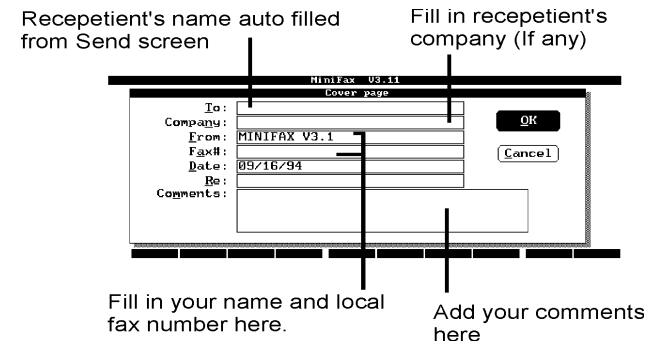 Recepetient's name auto filled
from Send screen
Fill in recepetient's
company (If any)
MiniFax V3.11
Cover page
To:
Company:
From: MINIFAX V3.1
Fax#:
Date: 09/16/94
Re:
Comments:
OK
Cancel
Fill in your name and local
fax number here.
Add your comments
here